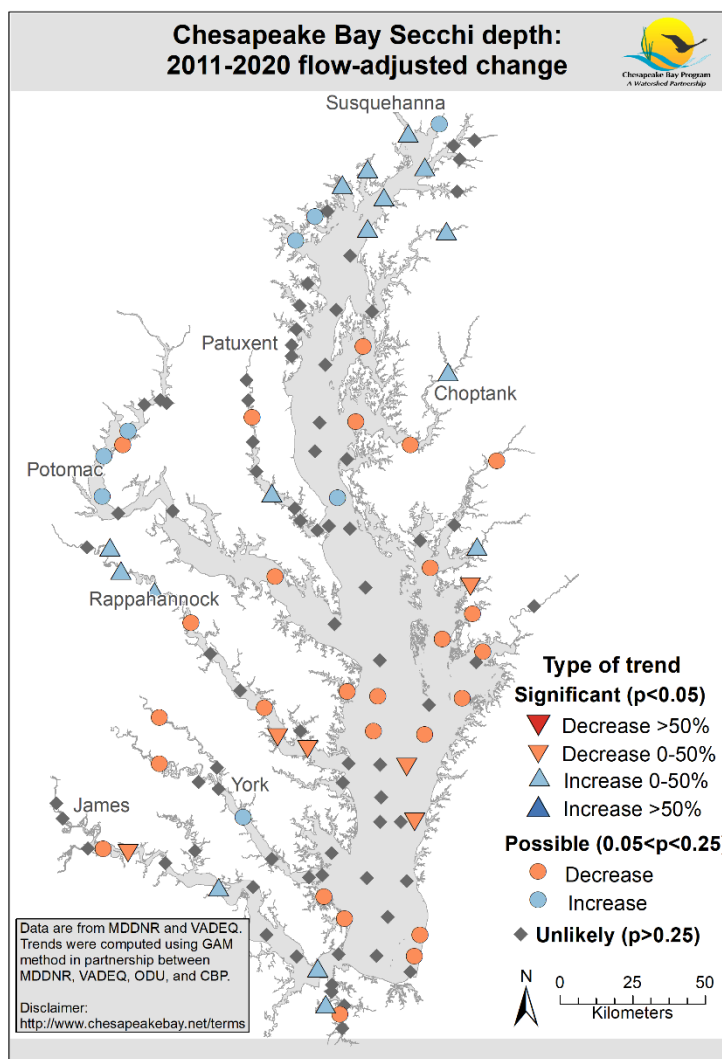 Chesapeake Bay Secchi depth:
2011-2020 flow-adjusted change
Chesapeake Bay Program
A Watershed Partnership
Susquehanna
Patuxent
Choptank
Potomac
Rappahannock
York
James
Type of trend
Significant (p<0.05)
Decrease >50%
Decrease 0-50%
Increase 0-50%
Increase >50%
Possible (0.05<p<0.25)
Decrease
Increase
Unlikely (p>0.25)
Data are from MDDNR and VADEQ.
Trends were computed using GAM
method in partnership between
MDDNR, VADEQ, ODU, and CBP.
Disclaimer:
http://www.chesapeakebay.net/terms
N
0 25 50
Kilometers